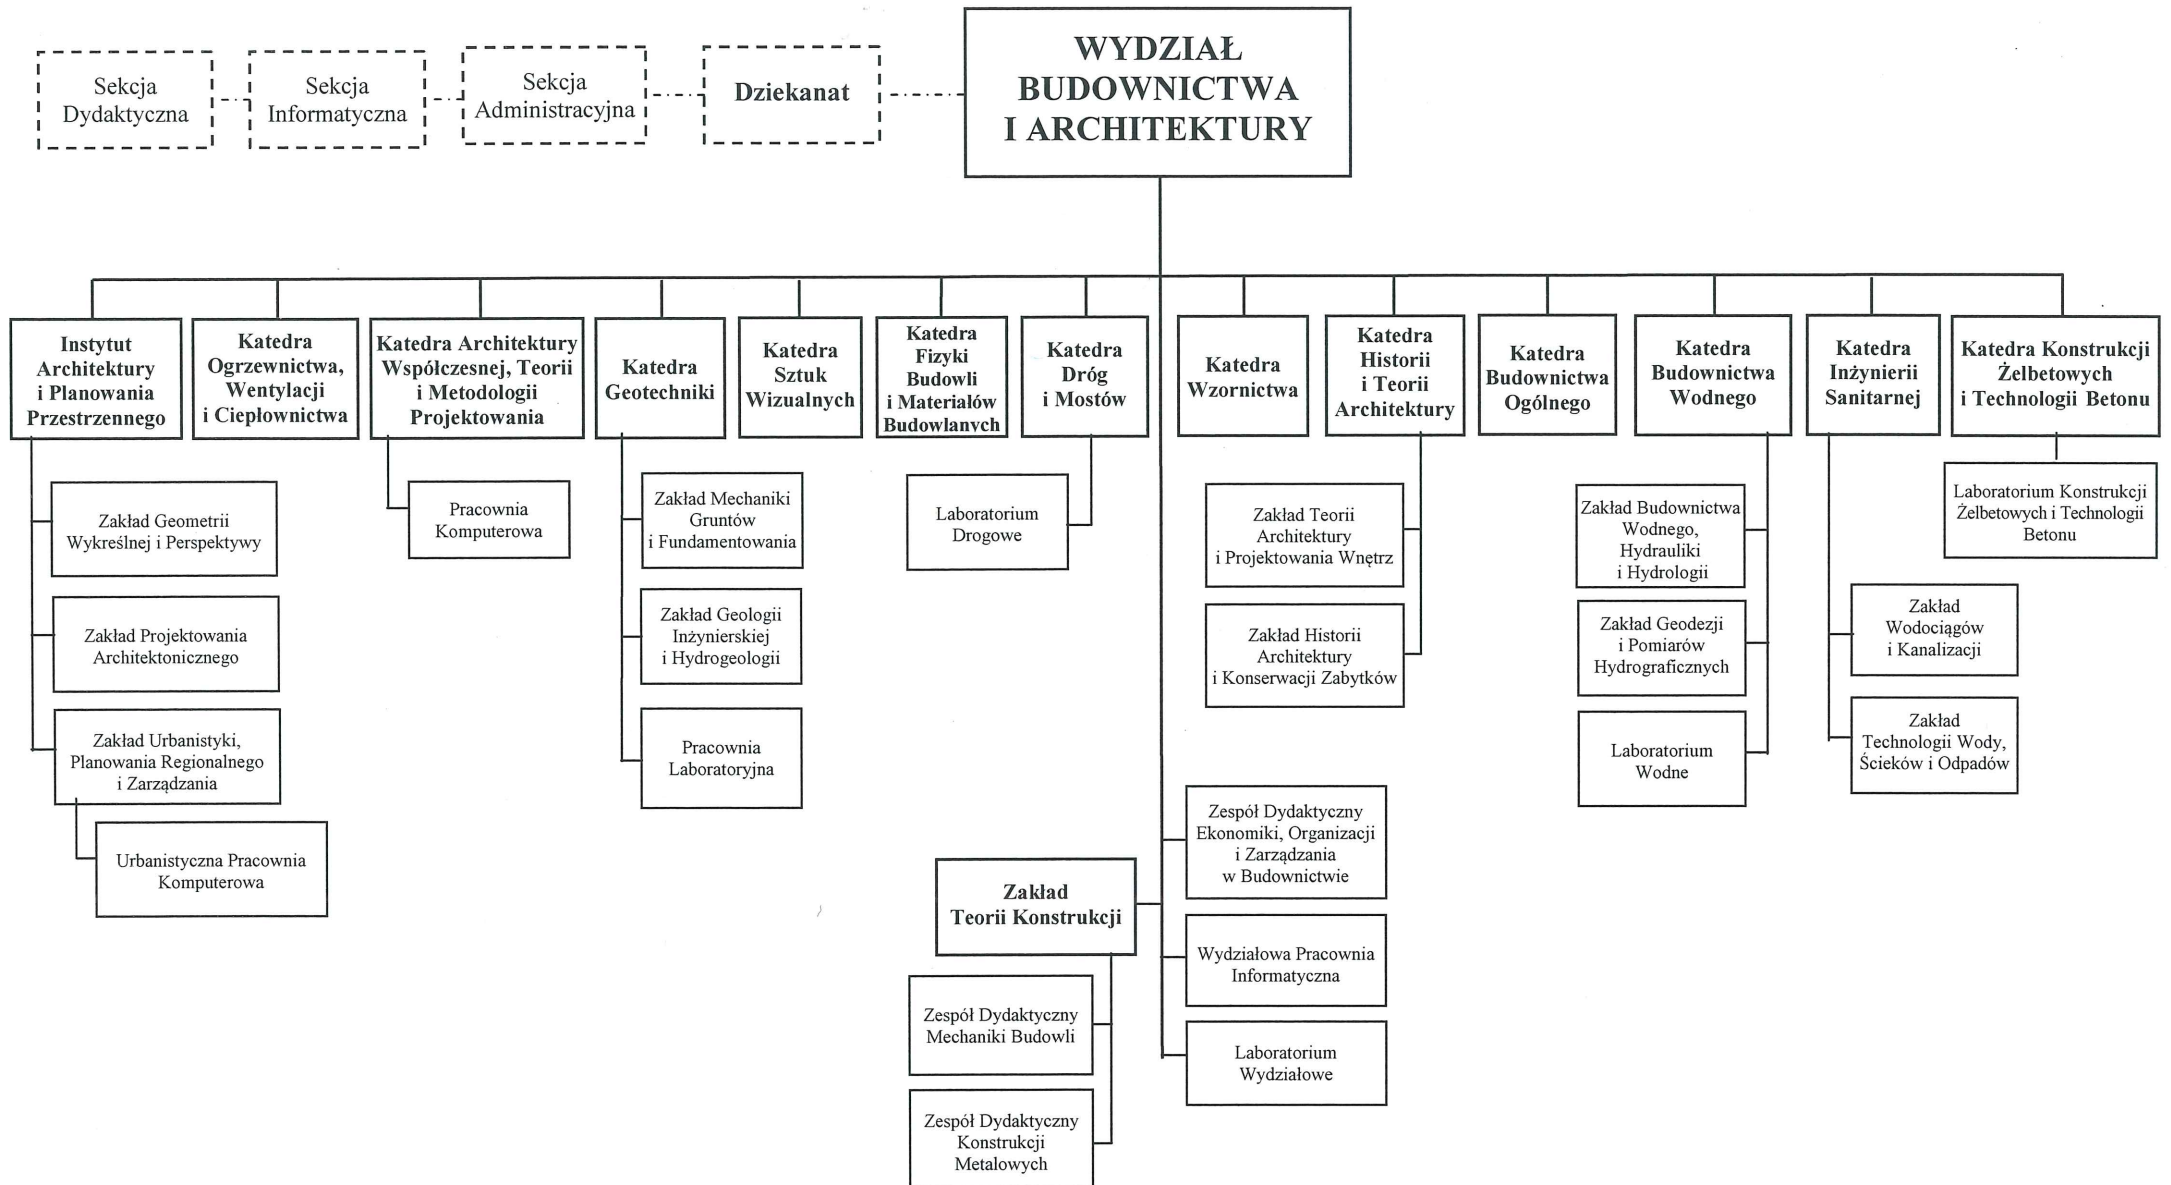 WYDZIAŁ
BUDOWNICTWA
I ARCHITEKTURY
Sekcja
Dydaktyczna
Sekcja
Informatyczna
Sekcja
Administracyjna
Dziekanat
Instytut
Architektury
i Planowania
Przestrzennego
Katedra
Ogrzewnictwa,
Wentylacji
i Ciepłownictwa
Katedra Architektury
Współczesnej, Teorii
i Metodologii
Projektowania
Katedra
Geotechniki
Katedra
Sztuk
Wizualnych
Katedra
Fizyki
Budowli
i Materiałów
Budowlanych
Katedra
Dróg
i Mostów
Katedra
Wzornictwa
Katedra
Historii
i Teorii
Architektury
Katedra
Budownictwa
Ogólnego
Katedra
Budownictwa
Wodnego
Katedra
Inżynierii
Sanitarnej
Katedra Konstrukcji
Żelbetowych
i Technologii Betonu
Zakład Geometrii
Wykreślnej i Perspektywy
Zakład Projektowania
Architektonicznego
Zakład Urbanistyki,
Planowania Regionalnego
i Zarządzania
Urbanistyczna Pracownia
Komputerowa
Pracownia
Komputerowa
Zakład Mechaniki
Gruntów
i Fundamentowania
Zakład Geologii
Inżynierskiej
i Hydrogeologii
Pracownia
Laboratoryjna
Laboratorium
Drogowe
Zakład Teorii
Architektury
i Projektowania Wnętrz
Zakład Historii
Architektury
i Konserwacji Zabytków
Zakład Budownictwa
Wodnego,
Hydrauliki
i Hydrologii
Zakład Geodezji
i Pomiarów
Hydrograficznych
Laboratorium
Wodne
Zakład
Wodociągów
i Kanalizacji
Zakład
Technologii Wody,
Ścieków i Odpadów
Laboratorium Konstrukcji
Żelbetowych i Technologii
Betonu
Zespół Dydaktyczny
Ekonomiki, Organizacji
i Zarządzania
w Budownictwie
Wydziałowa Pracownia
Informatyczna
Laboratorium
Wydziałowe
Zakład
Teorii Konstrukcji
Zespół Dydaktyczny
Mechaniki Budowli
Zespół Dydaktyczny
Konstrukcji
Metalowych